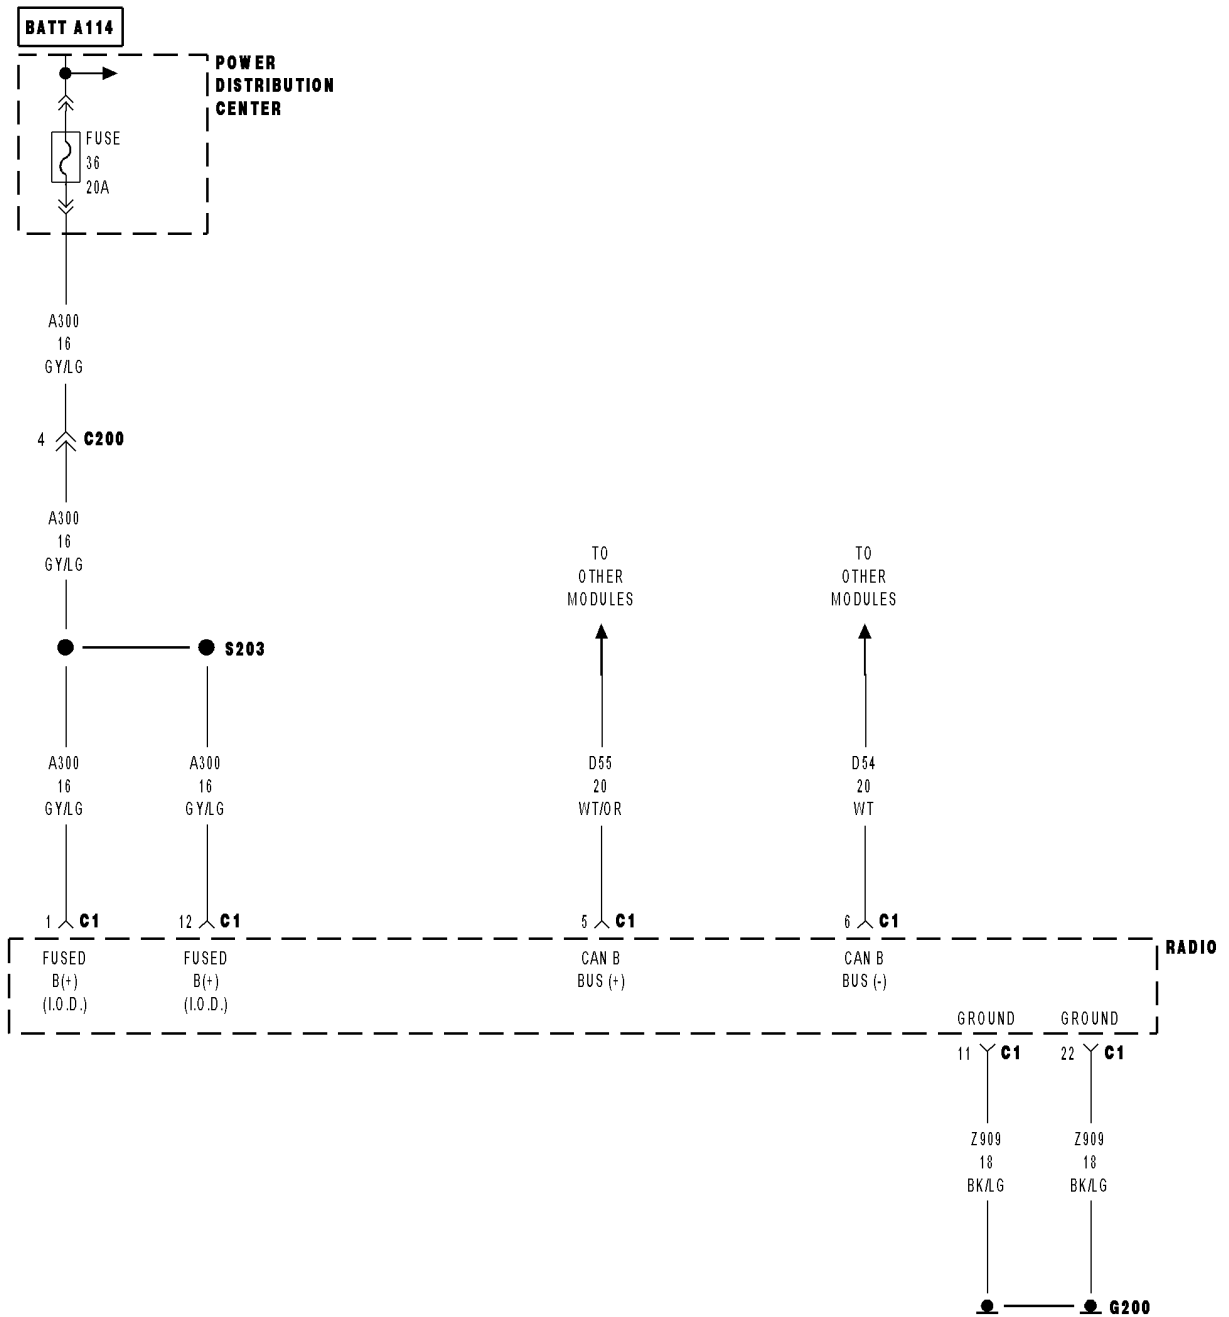 BATT A114
POWER
DISTRIBUTION
CENTER
FUSE
36
20A
A300
16
GY/LG
4 C200
A300
16
GY/LG
TO
OTHER
MODULES
TO
OTHER
MODULES
S203
A300
16
GY/LG
A300
16
GY/LG
D55
20
WT/OR
D54
20
WT
1 C1
12 C1
5 C1
6 C1
RADIO
FUSED
B(+)
(I.O.D.)
FUSED
B(+)
(I.O.D.)
CAN B
BUS (+)
CAN B
BUS (-)
GROUND
GROUND
11 C1
22 C1
Z909
18
BK/LG
Z909
18
BK/LG
G200